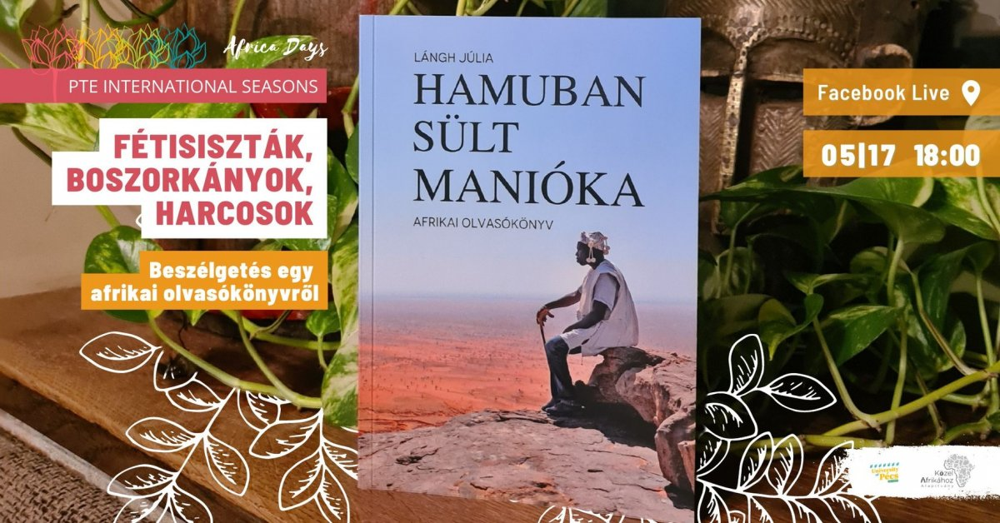 Africa Days
PTE INTERNATIONAL SEASONS
FÉTISISZTÁK,
BOSZORKÁNYOK,
HARCOSOK
Beszélgetés egy
afrikai olvasókönyvről
LÁNGH JÚLIA
HAMUBAN
SÜLT
MANIÓKA
AFRIKAI OLVASÓKÖNYV
Facebook Live
05|17 18:00
University
of Pécs
Közel
Afrikához
Alapítvány